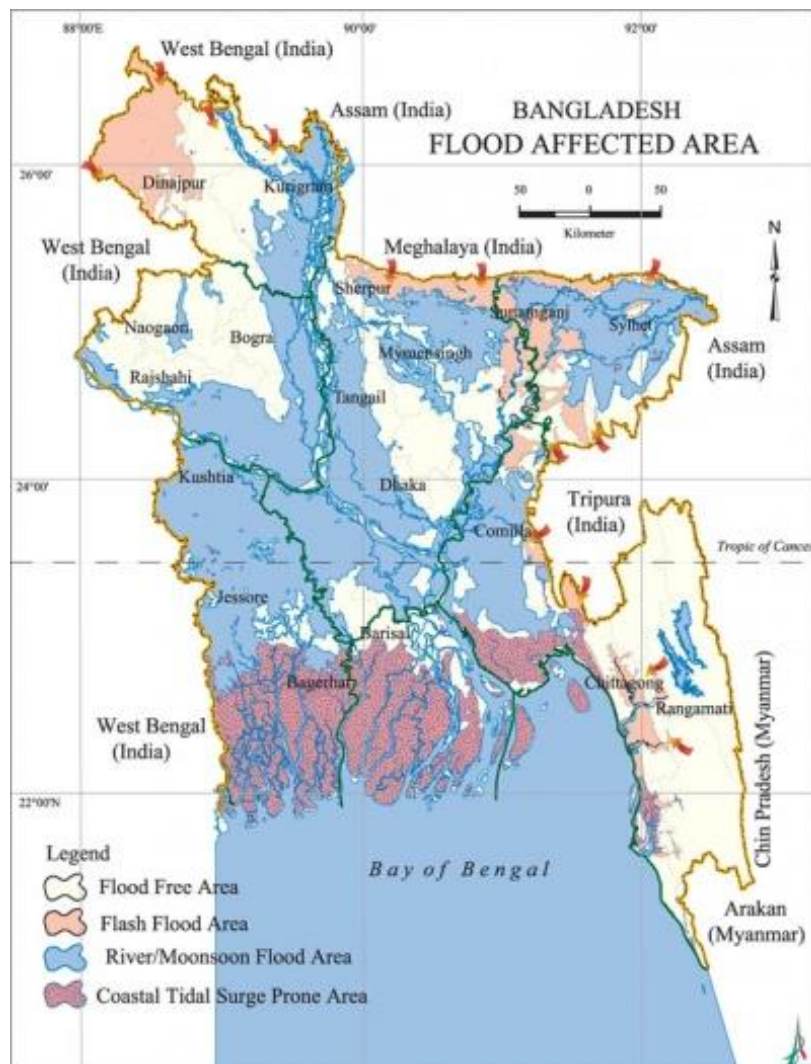 88°00'E
90°00'
92°00'
West Bengal (India)
Assam (India)
BANGLADESH
FLOOD AFFECTED AREA
26°00'
Dinajpur
Kurigram
50 0 50
Kilometer
N
West Bengal
(India)
Meghalaya (India)
Sherpur
Sunamganj
Sylhet
Naogaon
Bogra
Mymensingh
Assam
(India)
Rajshahi
Tangail
24°00'
Kushtia
Dhaka
Comilla
Tripura
(India)
Tropic of Cancer
Jessore
Barisal
Bagerhat
Chittagong
Rangamati
West Bengal
(India)
Chin Pradesh (Myanmar)
22°00'N
Legend
Bay of Bengal
Flood Free Area
Flash Flood Area
River/Moonsoon Flood Area
Coastal Tidal Surge Prone Area
Arakan
(Myanmar)